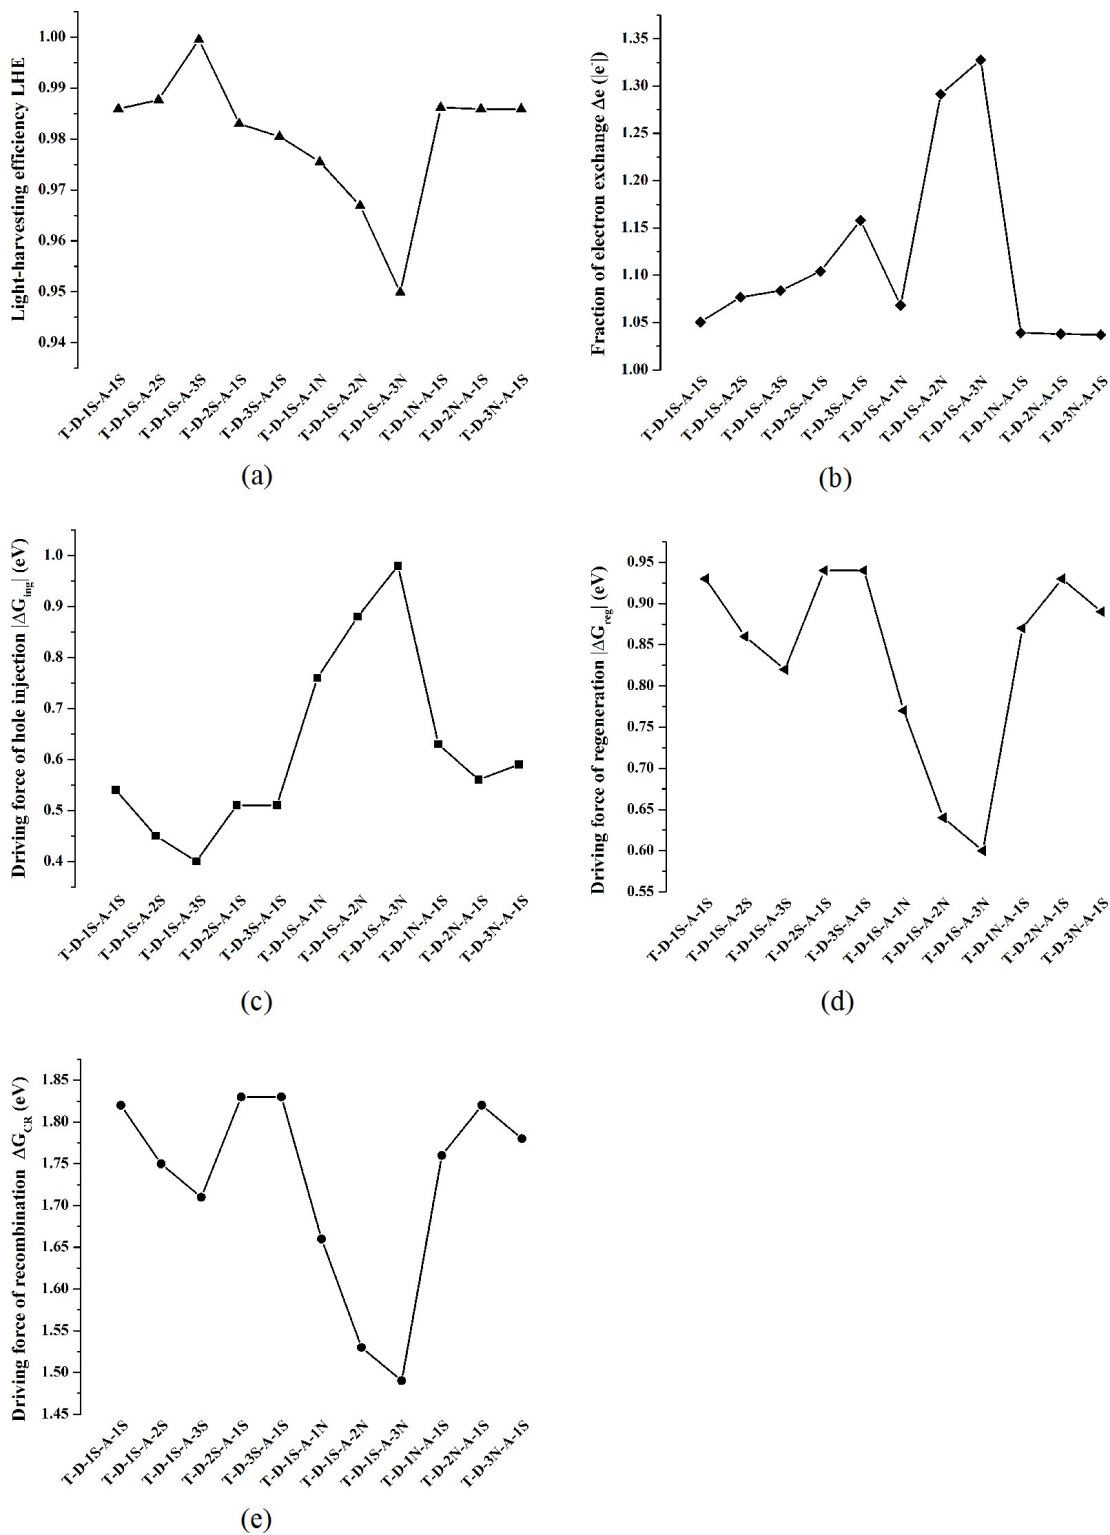 Light-harvesting efficiency LHE
1.00
0.99
0.98
0.97
0.96
0.95
0.94
T-D-1S-A-1S
T-D-1S-A-2S
T-D-1S-A-3S
T-D-2S-A-1S
T-D-3S-A-1S
T-D-1S-A-1N
T-D-1S-A-2N
T-D-1S-A-3N
T-D-1N-A-1S
T-D-2N-A-1S
T-D-3N-A-1S
(a)
Fraction of electron exchange Δe (|e⁻|)
1.35
1.30
1.25
1.20
1.15
1.10
1.05
1.00
T-D-1S-A-1S
T-D-1S-A-2S
T-D-1S-A-3S
T-D-2S-A-1S
T-D-3S-A-1S
T-D-1S-A-1N
T-D-1S-A-2N
T-D-1S-A-3N
T-D-1N-A-1S
T-D-2N-A-1S
T-D-3N-A-1S
(b)
Driving force of hole injection |ΔG_ing| (eV)
1.0
0.9
0.8
0.7
0.6
0.5
0.4
T-D-1S-A-1S
T-D-1S-A-2S
T-D-1S-A-3S
T-D-2S-A-1S
T-D-3S-A-1S
T-D-1S-A-1N
T-D-1S-A-2N
T-D-1S-A-3N
T-D-1N-A-1S
T-D-2N-A-1S
T-D-3N-A-1S
(c)
Driving force of regeneration |ΔG_reg| (eV)
0.95
0.90
0.85
0.80
0.75
0.70
0.65
0.60
0.55
T-D-1S-A-1S
T-D-1S-A-2S
T-D-1S-A-3S
T-D-2S-A-1S
T-D-3S-A-1S
T-D-1S-A-1N
T-D-1S-A-2N
T-D-1S-A-3N
T-D-1N-A-1S
T-D-2N-A-1S
T-D-3N-A-1S
(d)
Driving force of recombination ΔG_CR (eV)
1.85
1.80
1.75
1.70
1.65
1.60
1.55
1.50
1.45
T-D-1S-A-1S
T-D-1S-A-2S
T-D-1S-A-3S
T-D-2S-A-1S
T-D-3S-A-1S
T-D-1S-A-1N
T-D-1S-A-2N
T-D-1S-A-3N
T-D-1N-A-1S
T-D-2N-A-1S
T-D-3N-A-1S
(e)